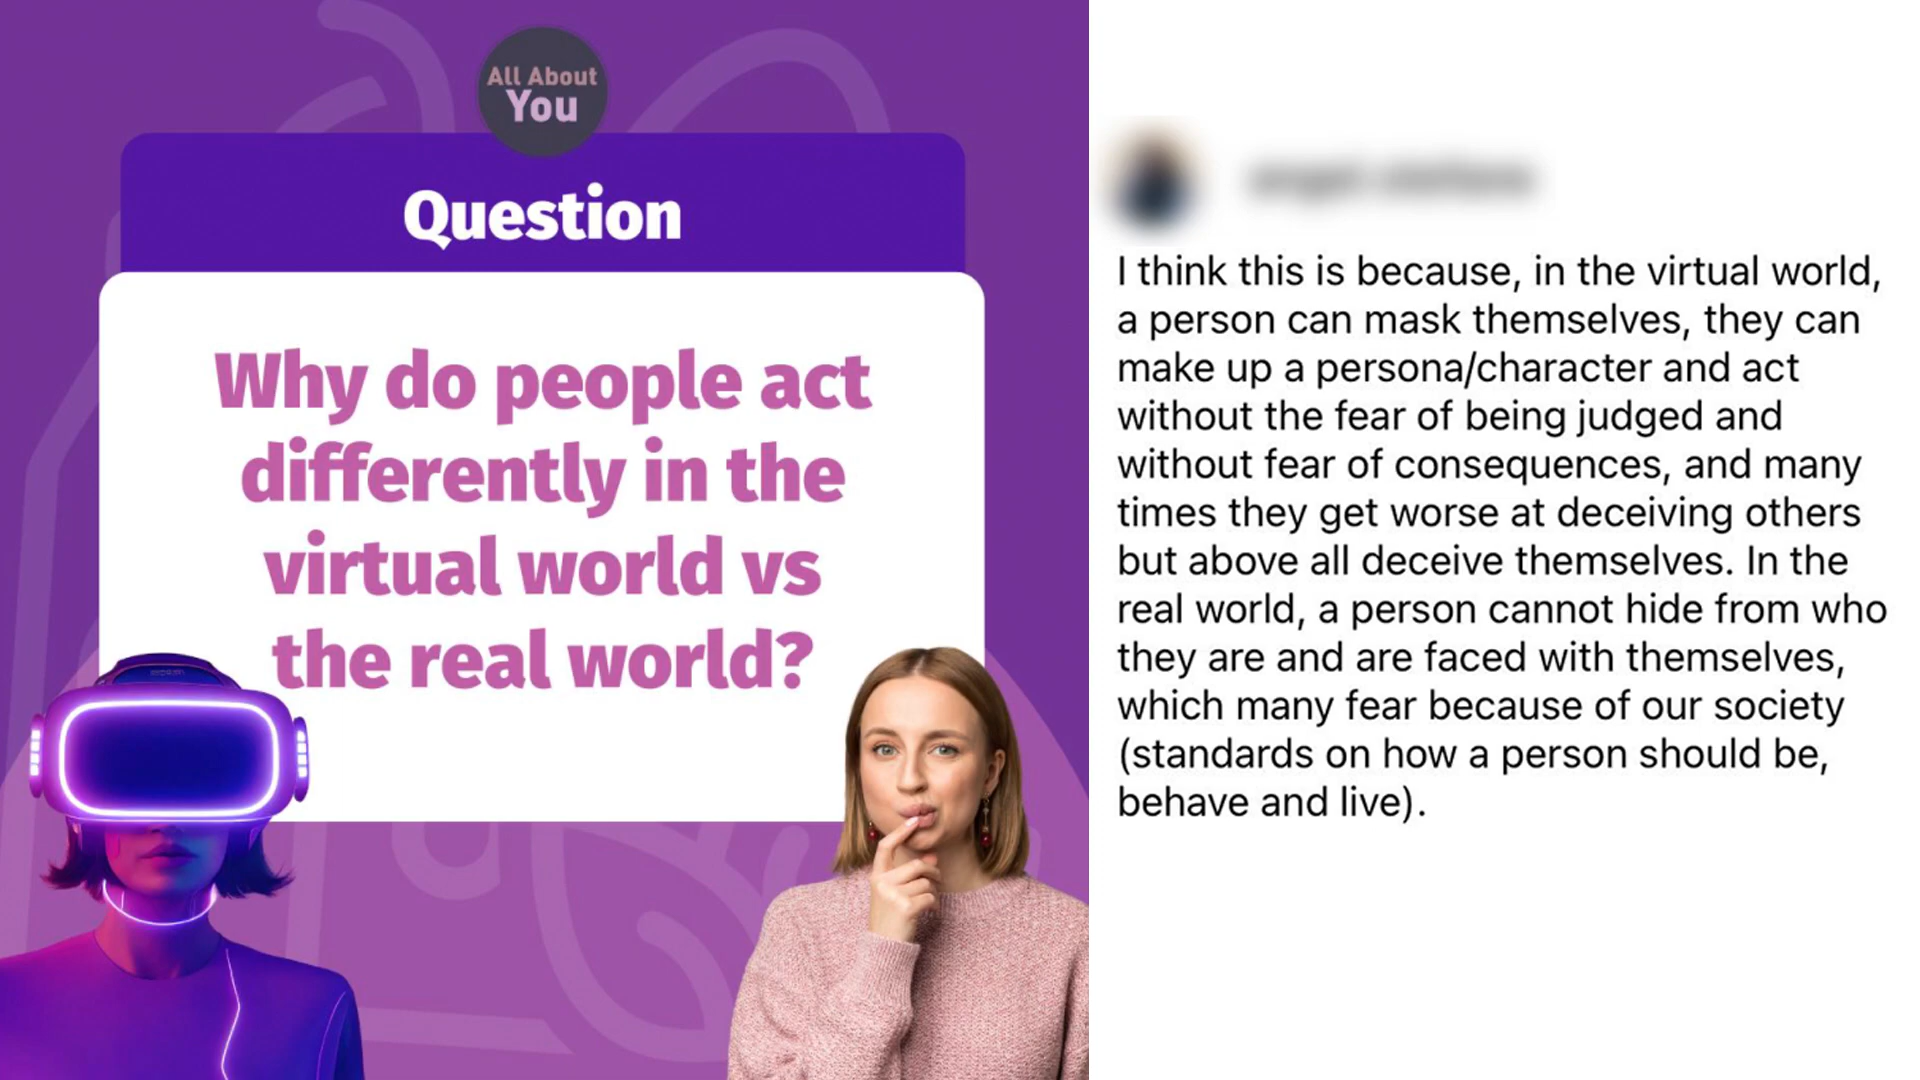 All About
You
Question
Why do people act
differently in the
virtual world vs
the real world?
I think this is because, in the virtual world,
a person can mask themselves, they can
make up a persona/character and act
without the fear of being judged and
without fear of consequences, and many
times they get worse at deceiving others
but above all deceive themselves. In the
real world, a person cannot hide from who
they are and are faced with themselves,
which many fear because of our society
(standards on how a person should be,
behave and live).